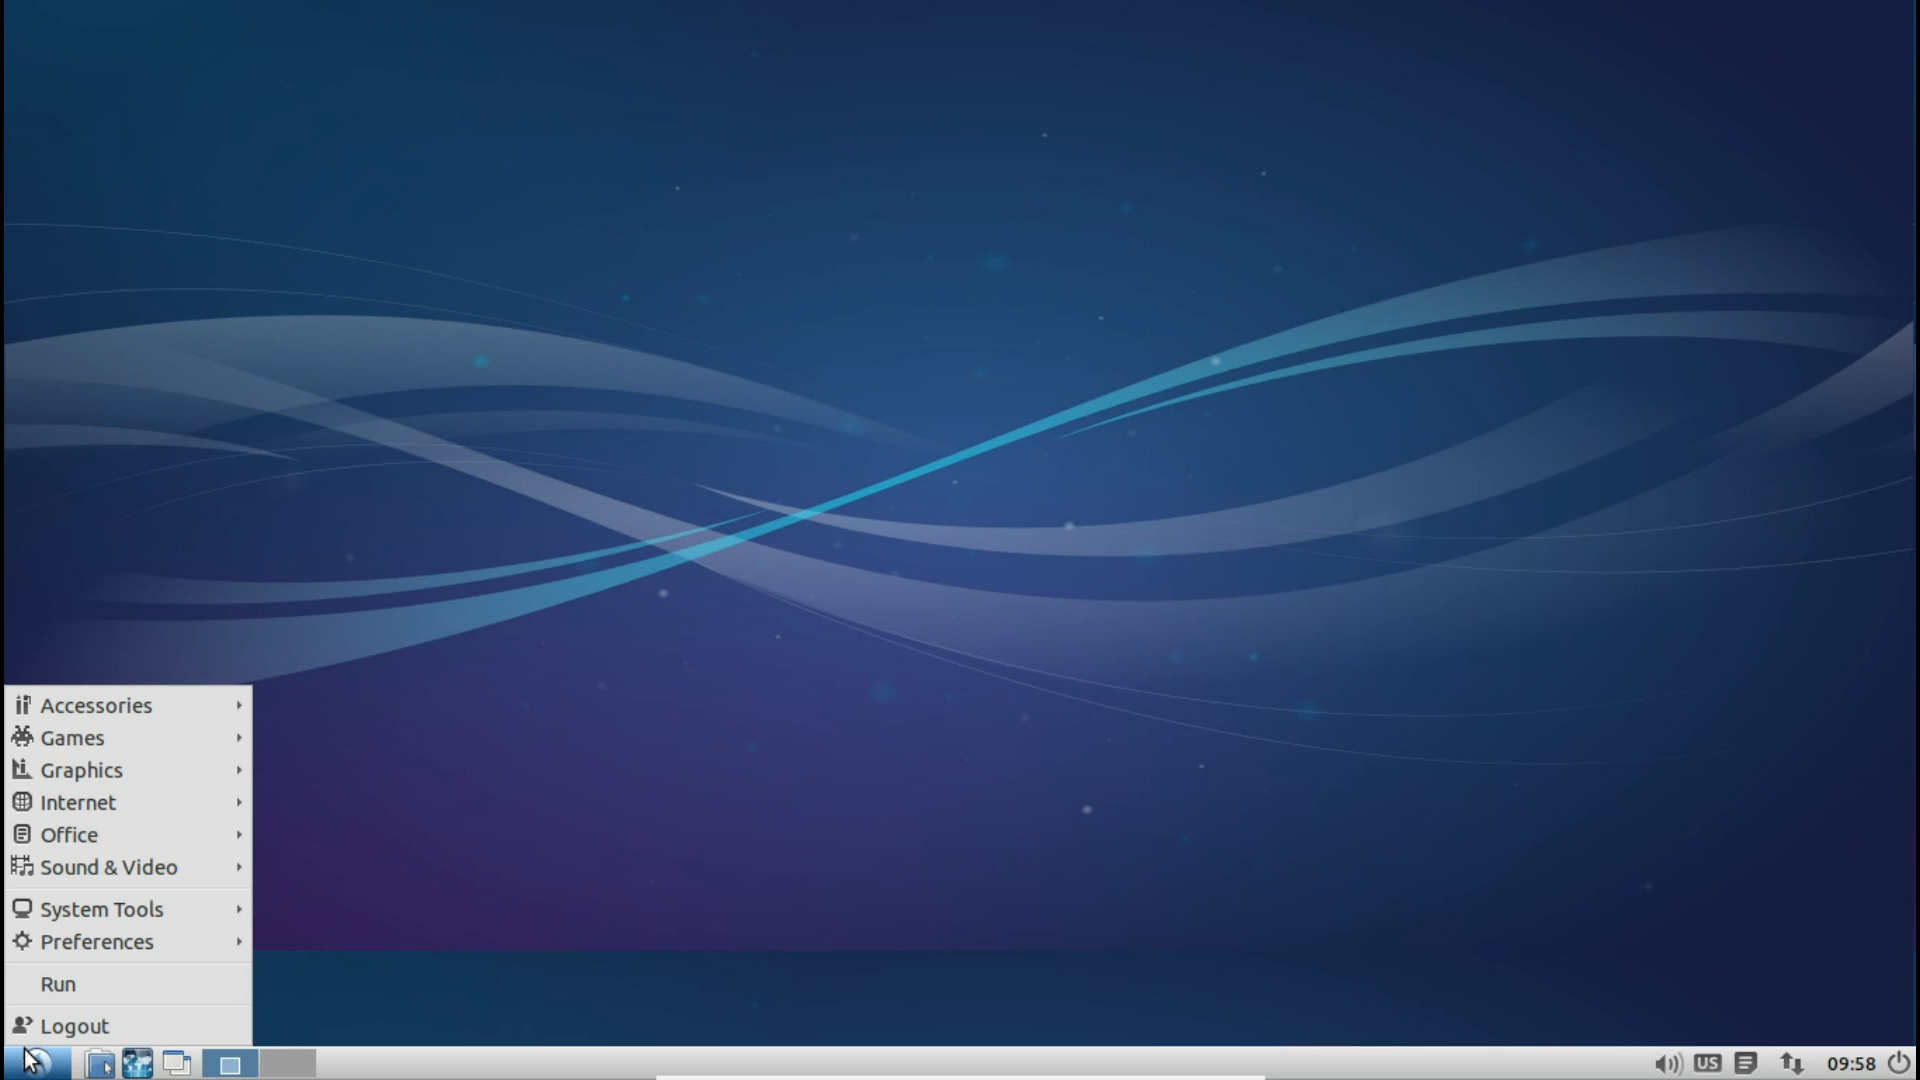 Accessories
Games
Graphics
Internet
Office
Sound & Video
System Tools
Preferences
Run
Logout
US
09:58